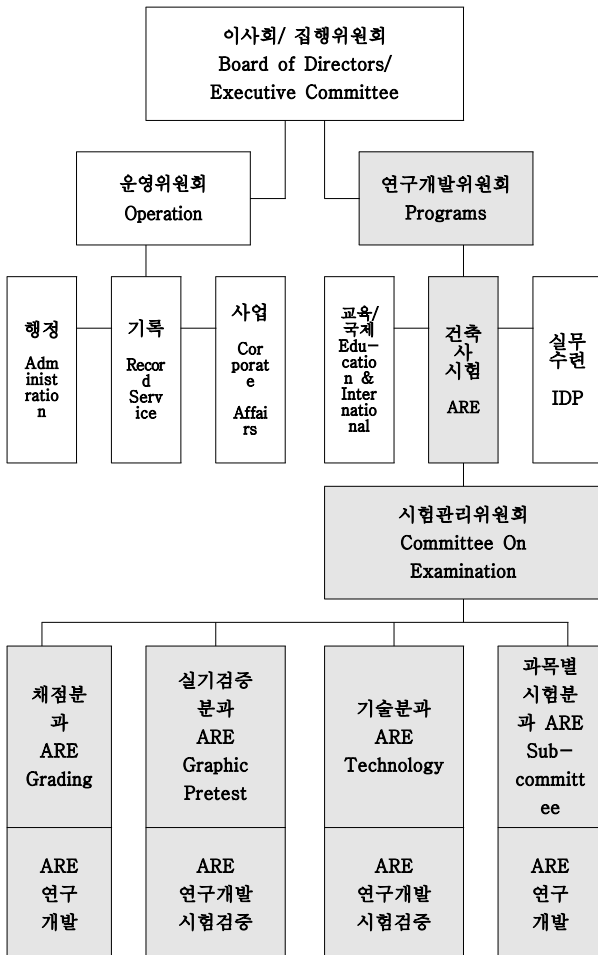 이사회/ 집행위원회
Board of Directors/
Executive Committee
운영위원회
Operation
연구개발위원회
Programs
행정
Adm
inist
ratio
n
기록
Recor
d
Serv
ice
사업
Cor
porat
e
Affai
rs
교육/
국제
Edu-
catio
n &
Inter
natio
nal
건축
사
시험
ARE
실무
수련
IDP
시험관리위원회
Committee On
Examination
채점분
과
ARE
Grading
실기검증
분과
ARE
Graphic
Pretest
기술분과
ARE
Technology
과목별
시험분
과 ARE
Sub-
committ
ee
ARE
연구
개발
ARE
연구개발
시험검증
ARE
연구개발
시험검증
ARE
연구
개발